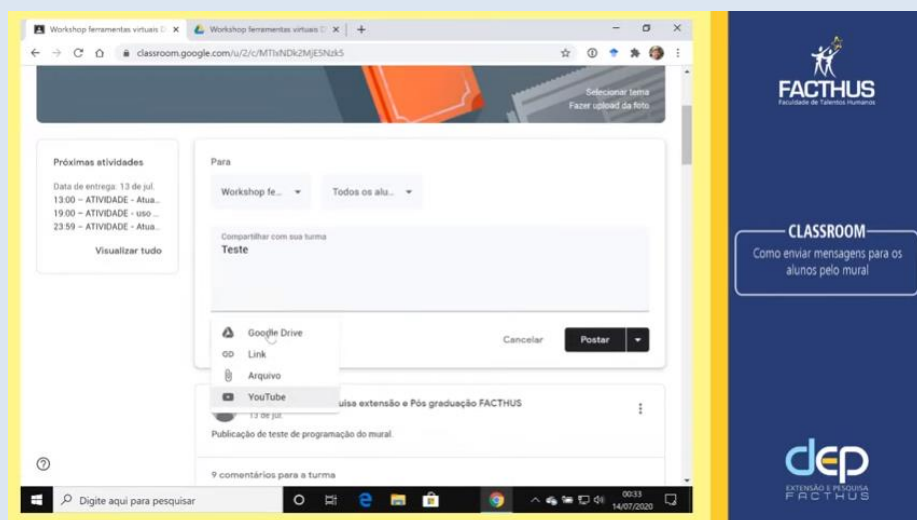 Workshop ferramentas virtuais D
Workshop ferramentas virtuais D
classroom.google.com/u/2/c/MTIxNDk2MjE5Nzk5
Selecionar tema
Fazer upload da foto
Próximas atividades
Data de entrega: 13 de jul.
13:00 – ATIVIDADE - Atua...
19:00 – ATIVIDADE - uso ...
23:59 – ATIVIDADE - Atua...
Visualizar tudo
Para
Workshop fe...
Todos os alu...
Compartilhar com sua turma
Teste
Google Drive
Link
Arquivo
YouTube
Cancelar
Postar
uisa extensão e Pós graduação FACTHUS
13 de jul.
Publicação de teste de programação do mural.
9 comentários para a turma
Digite aqui para pesquisar
00:33
14/07/2020
FACTHUS
Faculdade de Talentos Humanos
CLASSROOM
Como enviar mensagens para os
alunos pelo mural
dep
EXTENSÃO E PESQUISA
FACTHUS